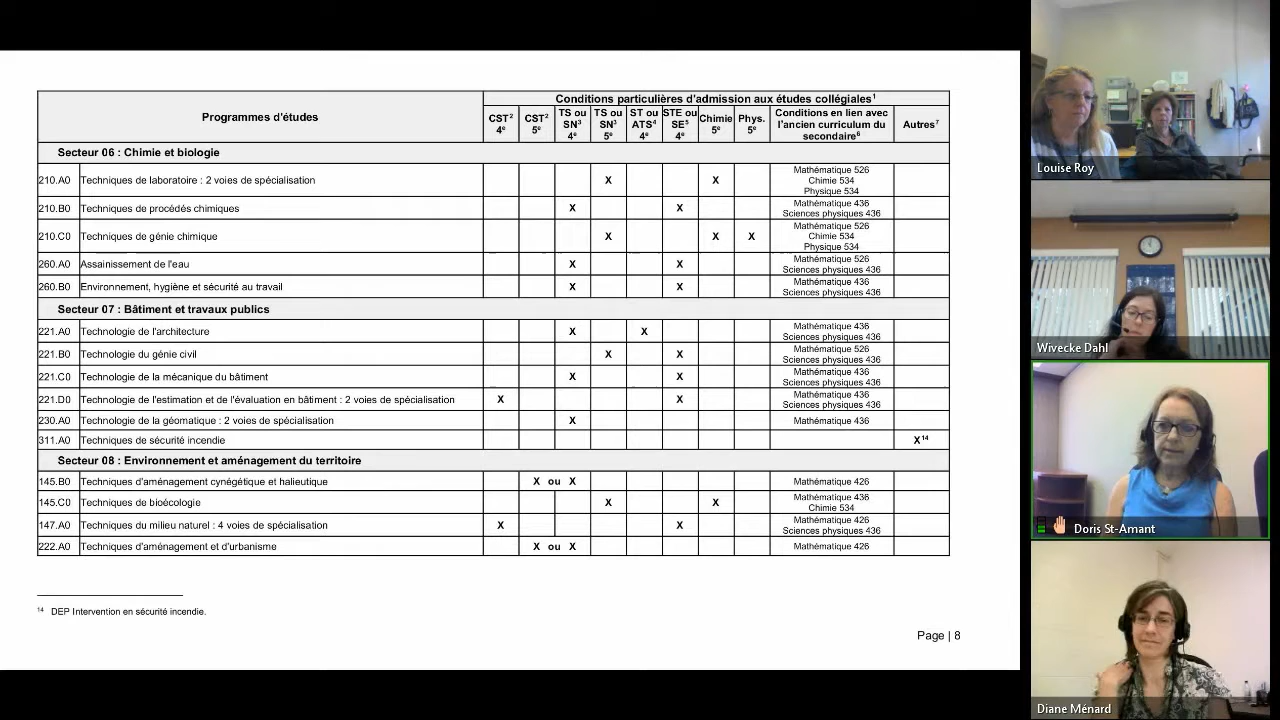 Programmes d'études
Conditions particulières d'admission aux études collégiales¹
CST² 4ᵉ
CST² 5ᵉ
TS ou SN³ 4ᵉ
TS ou SN³ 5ᵉ
ST ou ATS⁴ 4ᵉ
STE ou SE⁵ 4ᵉ
Chimie 5ᵉ
Phys. 5ᵉ
Conditions en lien avec l'ancien curriculum du secondaire⁶
Autres⁷
Secteur 06 : Chimie et biologie
210.A0 Techniques de laboratoire : 2 voies de spécialisation X X Mathématique 526
Chimie 534
Physique 534
210.B0 Techniques de procédés chimiques X X Mathématique 436
Sciences physiques 436
210.C0 Techniques de génie chimique X X X Mathématique 526
Chimie 534
Physique 534
260.A0 Assainissement de l'eau X X Mathématique 526
Sciences physiques 436
260.B0 Environnement, hygiène et sécurité au travail X X Mathématique 436
Sciences physiques 436
Secteur 07 : Bâtiment et travaux publics
221.A0 Technologie de l'architecture X X Mathématique 436
Sciences physiques 436
221.B0 Technologie du génie civil X X Mathématique 526
Sciences physiques 436
221.C0 Technologie de la mécanique du bâtiment X X Mathématique 436
Sciences physiques 436
221.D0 Technologie de l'estimation et de l'évaluation en bâtiment : 2 voies de spécialisation X X Mathématique 436
Sciences physiques 436
230.A0 Technologie de la géomatique : 2 voies de spécialisation X Mathématique 436
311.A0 Techniques de sécurité incendie X¹⁴
Secteur 08 : Environnement et aménagement du territoire
145.B0 Techniques d'aménagement cynégétique et halieutique X ou X Mathématique 426
145.C0 Techniques de bioécologie X X Mathématique 436
Chimie 534
147.A0 Techniques du milieu naturel : 4 voies de spécialisation X X Mathématique 426
Sciences physiques 436
222.A0 Techniques d'aménagement et d'urbanisme X ou X Mathématique 426
¹⁴ DEP Intervention en sécurité incendie.
Page | 8
Louise Roy
Wivecke Dahl
Doris St-Amant
Diane Ménard